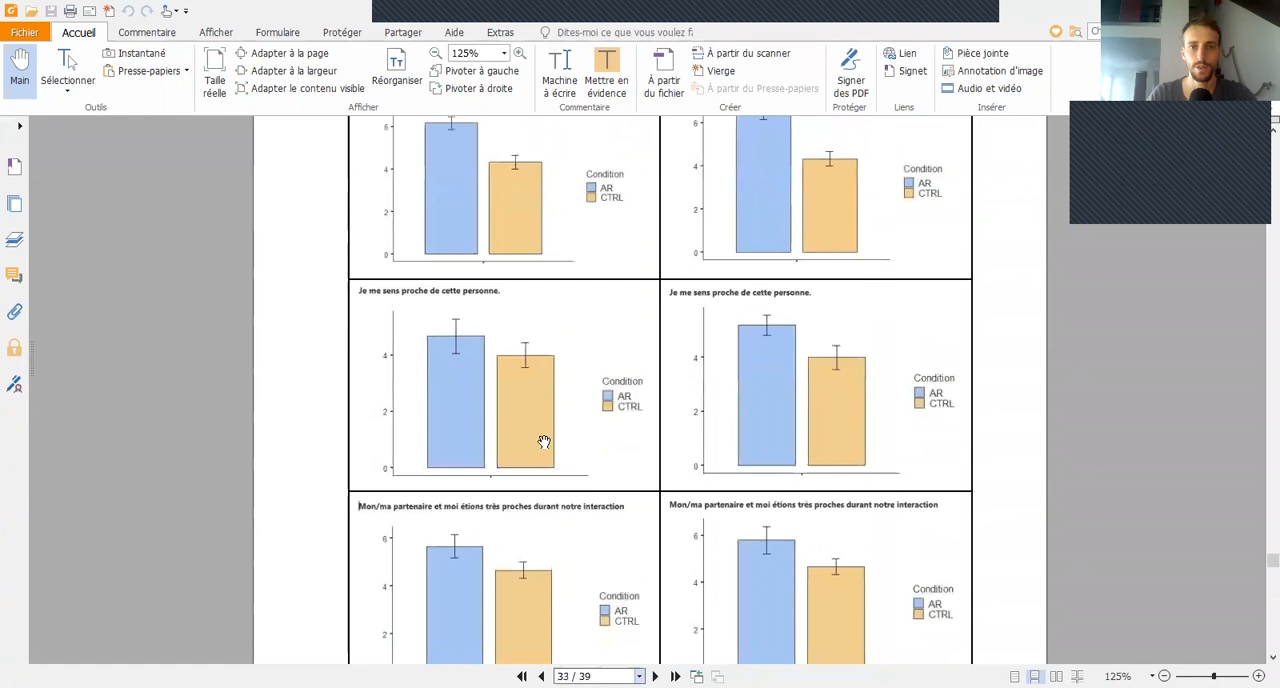 Fichier Accueil Commentaire Afficher Formulaire Protéger Partager Aide Extras Dites-moi ce que vous voulez f
Main
Sélectionner
Instantané
Presse-papiers
Outils
Taille
réelle
Adapter à la page
Adapter à la largeur
Adapter le contenu visible
Réorganiser
125%
Pivoter à gauche
Pivoter à droite
Afficher
Machine
à écrire
Mettre en
évidence
Commentaire
À partir
du fichier
À partir du scanner
Vierge
À partir du Presse-papiers
Créer
Signer
des PDF
Protéger
Lien
Signet
Liens
Pièce jointe
Annotation d'image
Audio et vidéo
Insérer
6
4
2
0
Condition
AR
CTRL
6
4
2
0
Condition
AR
CTRL
Je me sens proche de cette personne.
4
2
0
Condition
AR
CTRL
Je me sens proche de cette personne.
4
2
0
Condition
AR
CTRL
Mon/ma partenaire et moi étions très proches durant notre interaction
6
4
2
Condition
AR
CTRL
Mon/ma partenaire et moi étions très proches durant notre interaction
6
4
2
Condition
AR
CTRL
33 / 39
125%